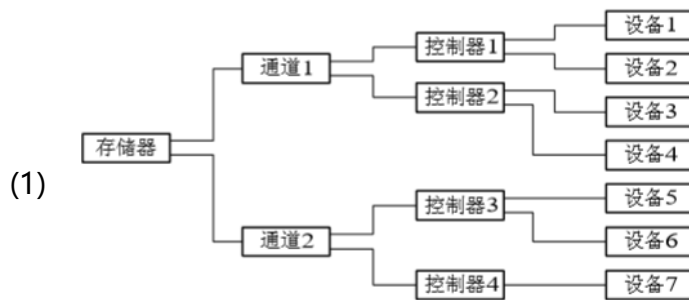 设备1
控制器1
通道1
设备2
控制器2
设备3
存储器
设备4
(1)
控制器3
设备5
通道2
设备6
控制器4
设备7